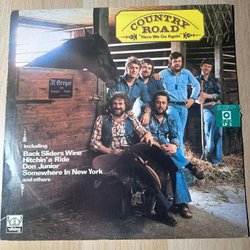 COUNTRY
ROAD
"Here We Go Again"
including
Back Sliders Wine
Hitchin' a Ride
Don Junior
Somewhere In New York
and others
viking